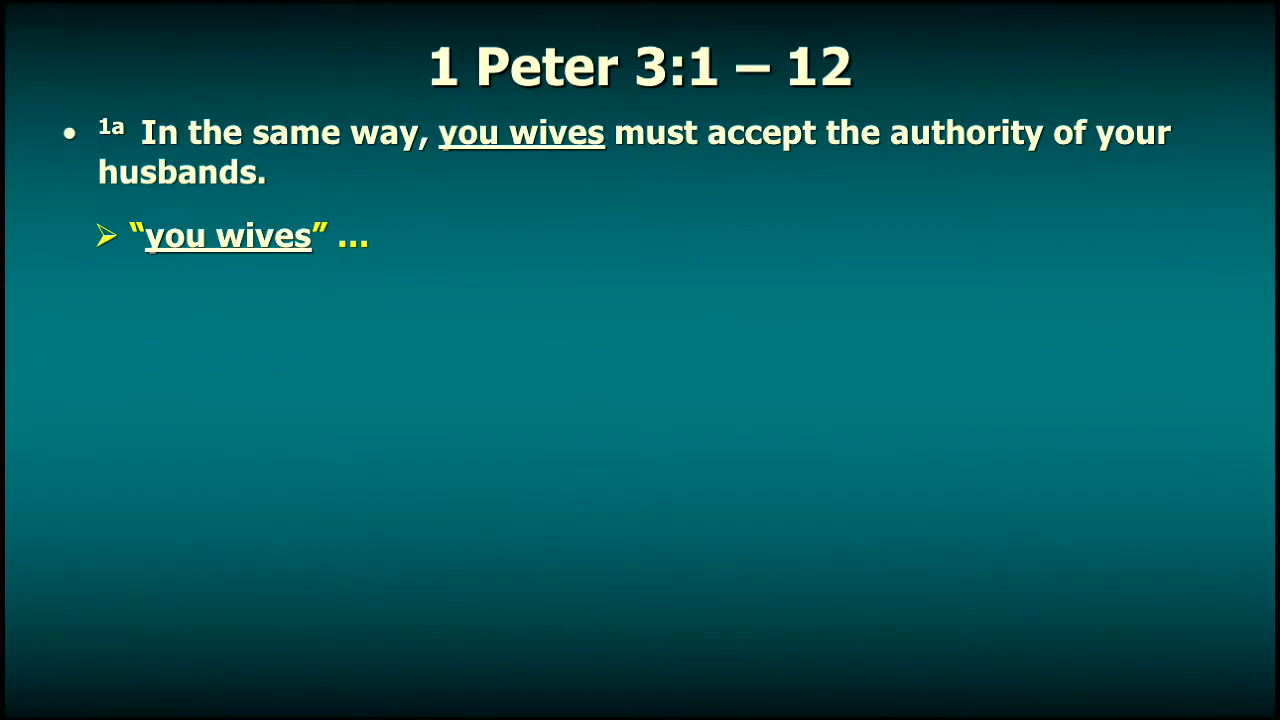 1 Peter 3:1 – 12
• 1a In the same way, you wives must accept the authority of your
husbands.
➢ “you wives” …